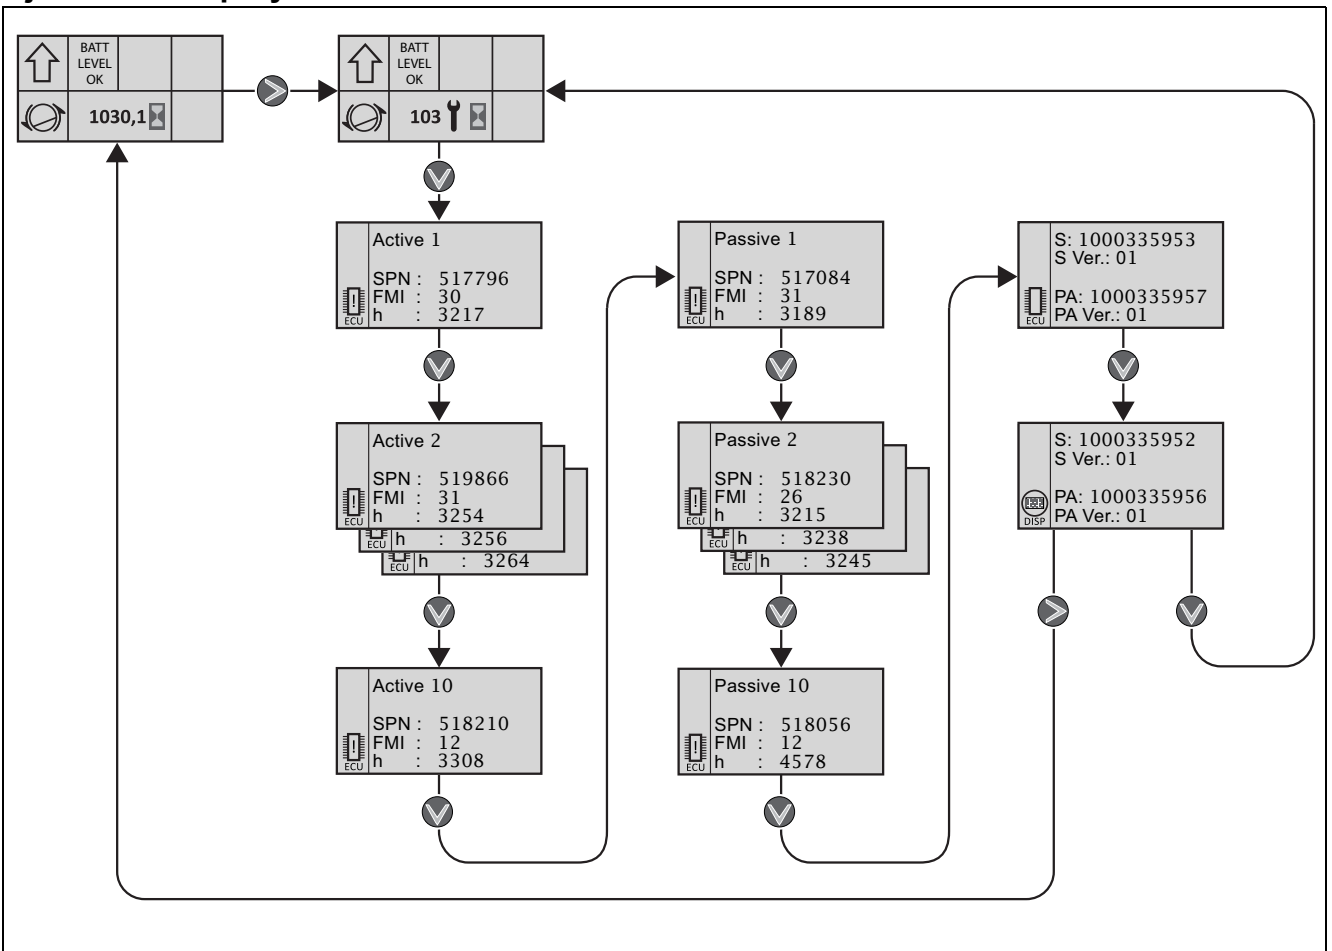 BATT
LEVEL
OK
1030,1
BATT
LEVEL
OK
103
Active 1
SPN : 517796
FMI : 30
h : 3217
ECU
Passive 1
SPN : 517084
FMI : 31
h : 3189
ECU
S: 1000335953
S Ver.: 01
PA: 1000335957
PA Ver.: 01
ECU
Active 2
SPN : 519866
FMI : 31
h : 3254
ECU
h : 3256
ECU
h : 3264
ECU
Passive 2
SPN : 518230
FMI : 26
h : 3215
ECU
h : 3238
ECU
h : 3245
ECU
S: 1000335952
S Ver.: 01
PA: 1000335956
PA Ver.: 01
DISP
Active 10
SPN : 518210
FMI : 12
h : 3308
ECU
Passive 10
SPN : 518056
FMI : 12
h : 4578
ECU